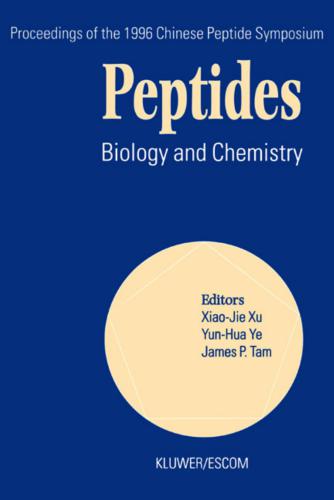 Proceedings of the 1996 Chinese Peptide Symposium
Peptides
Biology and Chemistry
Editors
Xiao-Jie Xu
Yun-Hua Ye
James P. Tam
KLUWER/ESCOM